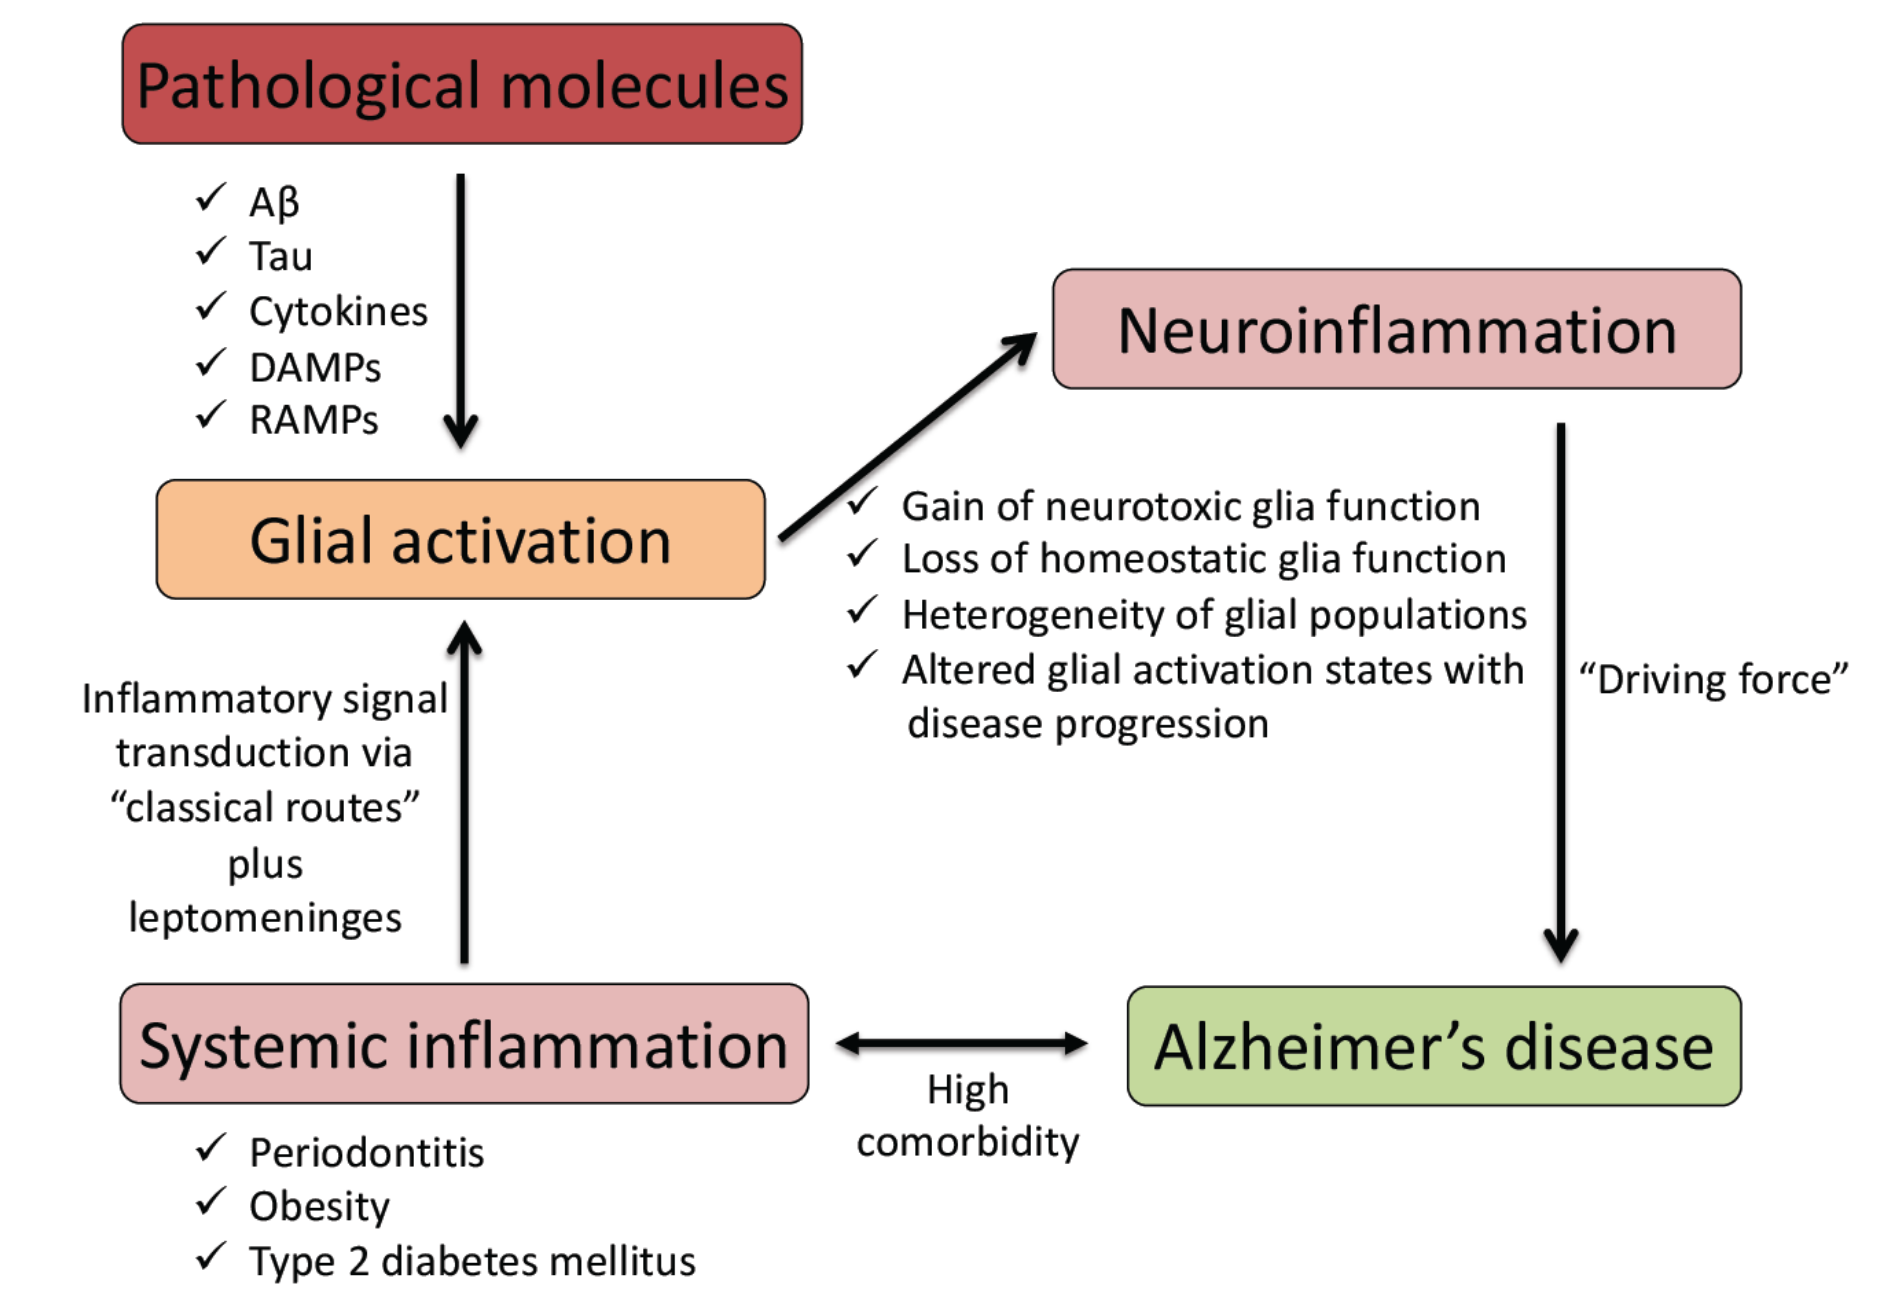 Pathological molecules
✓ Aβ
✓ Tau
✓ Cytokines
✓ DAMPs
✓ RAMPs
Glial activation
Neuroinflammation
✓ Gain of neurotoxic glia function
✓ Loss of homeostatic glia function
✓ Heterogeneity of glial populations
✓ Altered glial activation states with
disease progression
“Driving force”
Inflammatory signal
transduction via
“classical routes”
plus
leptomeninges
Systemic inflammation
High
comorbidity
Alzheimer’s disease
✓ Periodontitis
✓ Obesity
✓ Type 2 diabetes mellitus